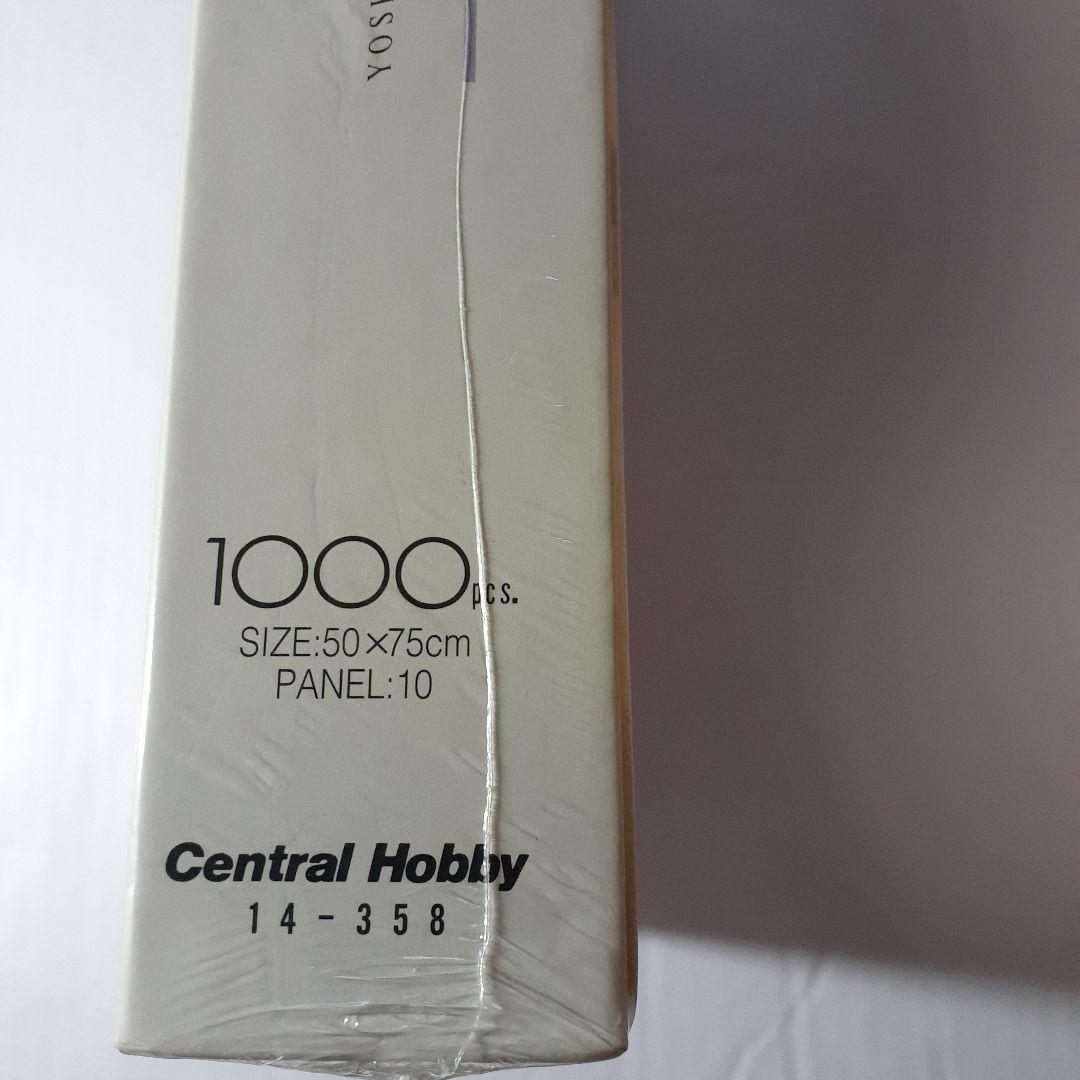 1000pcs.
SIZE:50×75cm
PANEL:10
Central Hobby
14-358